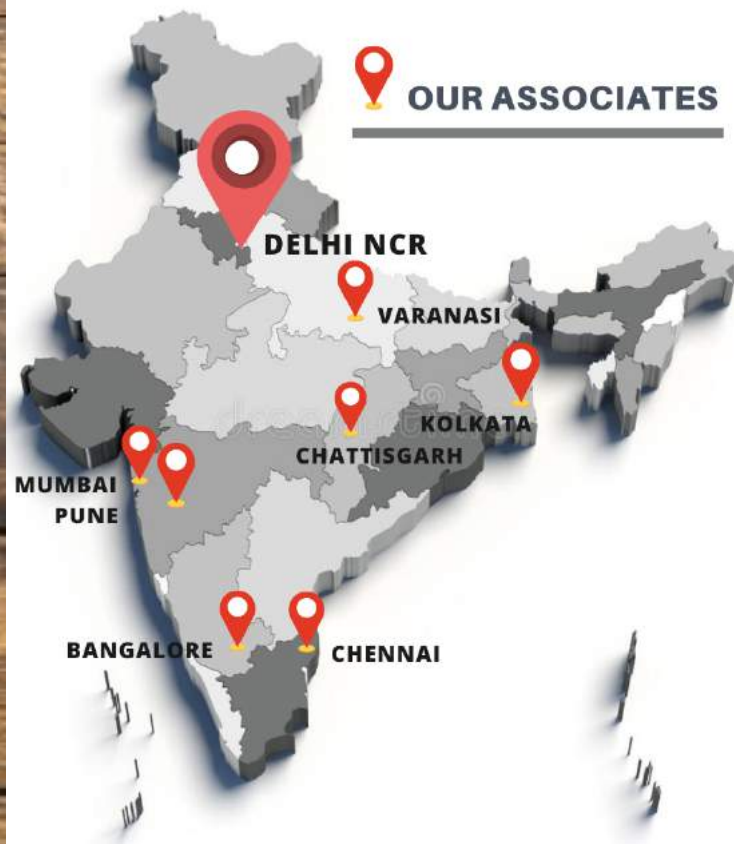 OUR ASSOCIATES
DELHI NCR
VARANASI
KOLKATA
CHATTISGARH
MUMBAI
PUNE
BANGALORE
CHENNAI